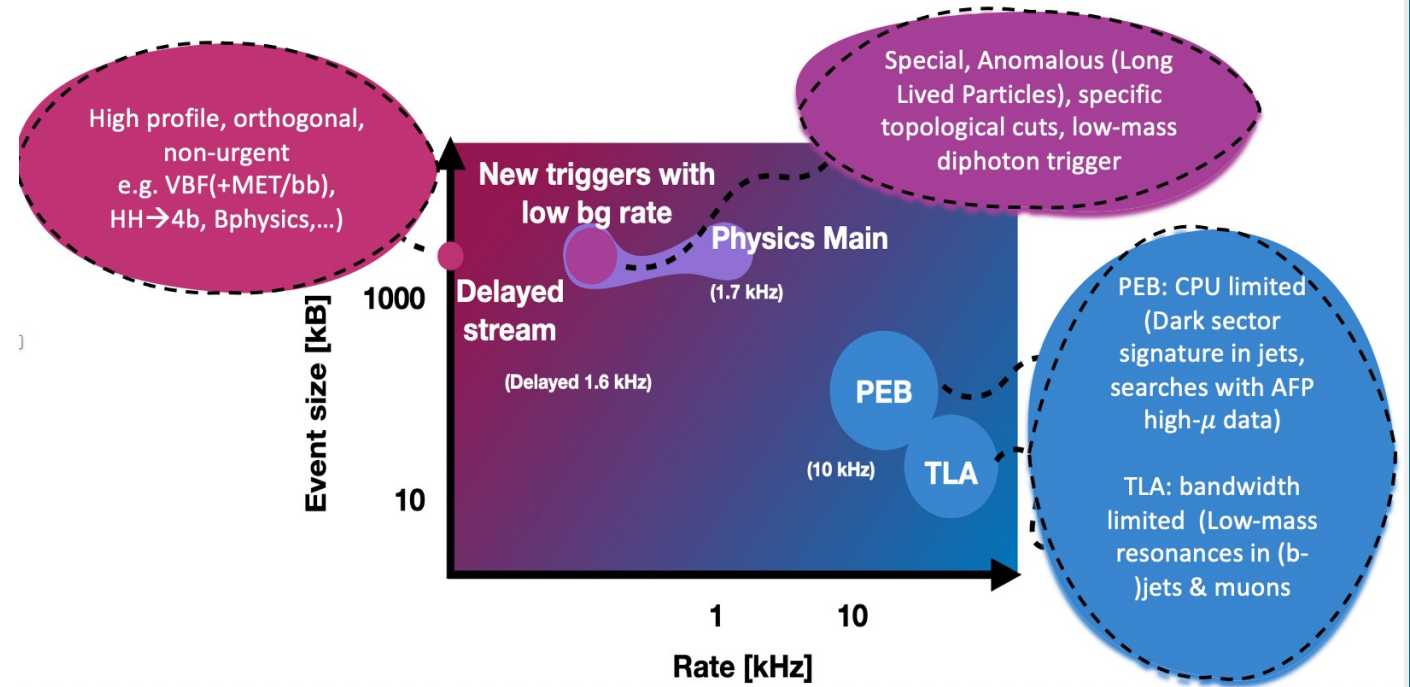 High profile, orthogonal,
non-urgent
e.g. VBF(+MET/bb),
HH→4b, Bphysics,...)
Special, Anomalous (Long
Lived Particles), specific
topological cuts, low-mass
diphoton trigger
New triggers with
low bg rate
Physics Main
(1.7 kHz)
Delayed
stream
(Delayed 1.6 kHz)
PEB
(10 kHz)
TLA
PEB: CPU limited
(Dark sector
signature in jets,
searches with AFP
high-μ data)
TLA: bandwidth
limited (Low-mass
resonances in (b-
)jets & muons
Event size [kB]
1000
10
1
10
Rate [kHz]